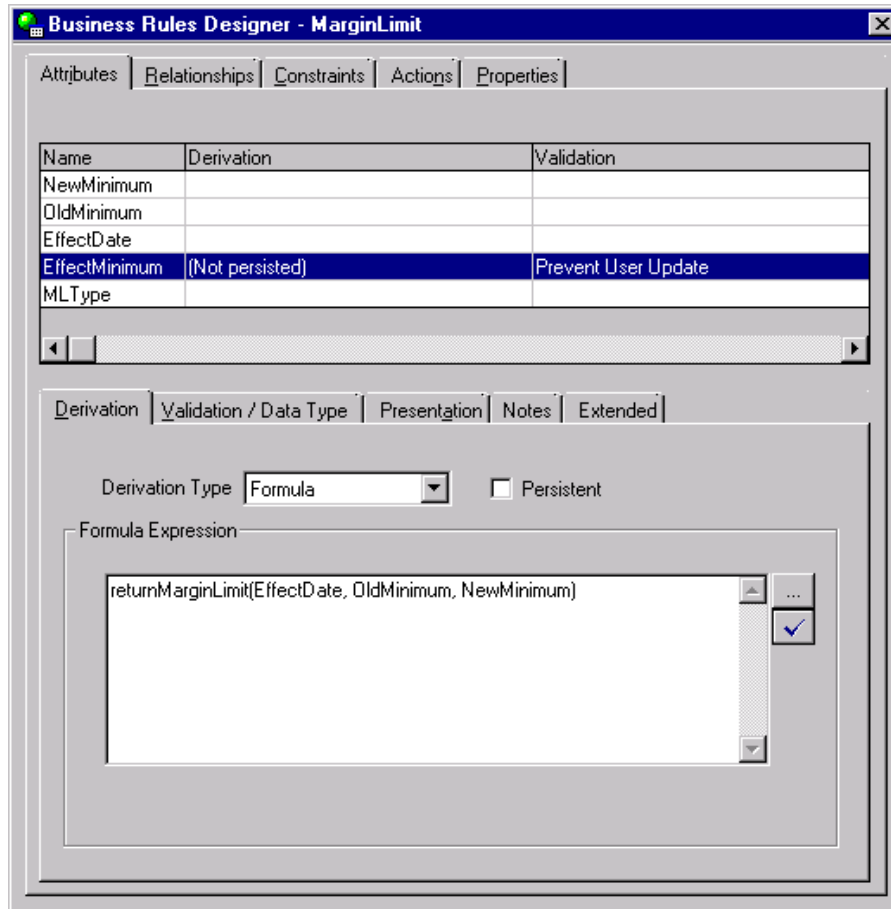 Business Rules Designer - MarginLimit
Attributes Relationships Constraints Actions Properties
Name Derivation Validation
NewMinimum
OldMinimum
EffectDate
EffectMinimum (Not persisted) Prevent User Update
MLType
Derivation Validation / Data Type Presentation Notes Extended
Derivation Type Formula Persistent
Formula Expression
returnMarginLimit(EffectDate, OldMinimum, NewMinimum)
...